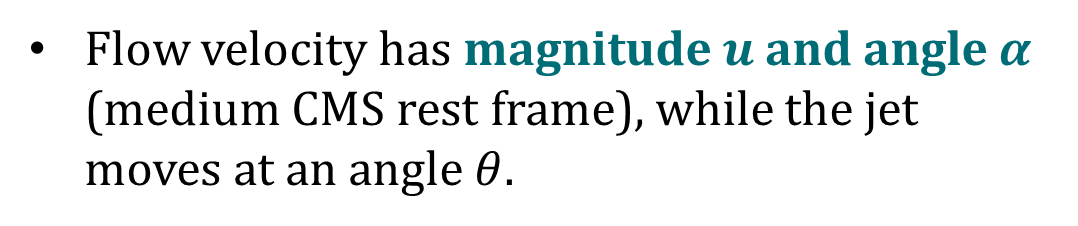 • Flow velocity has magnitude u and angle α
(medium CMS rest frame), while the jet
moves at an angle θ.